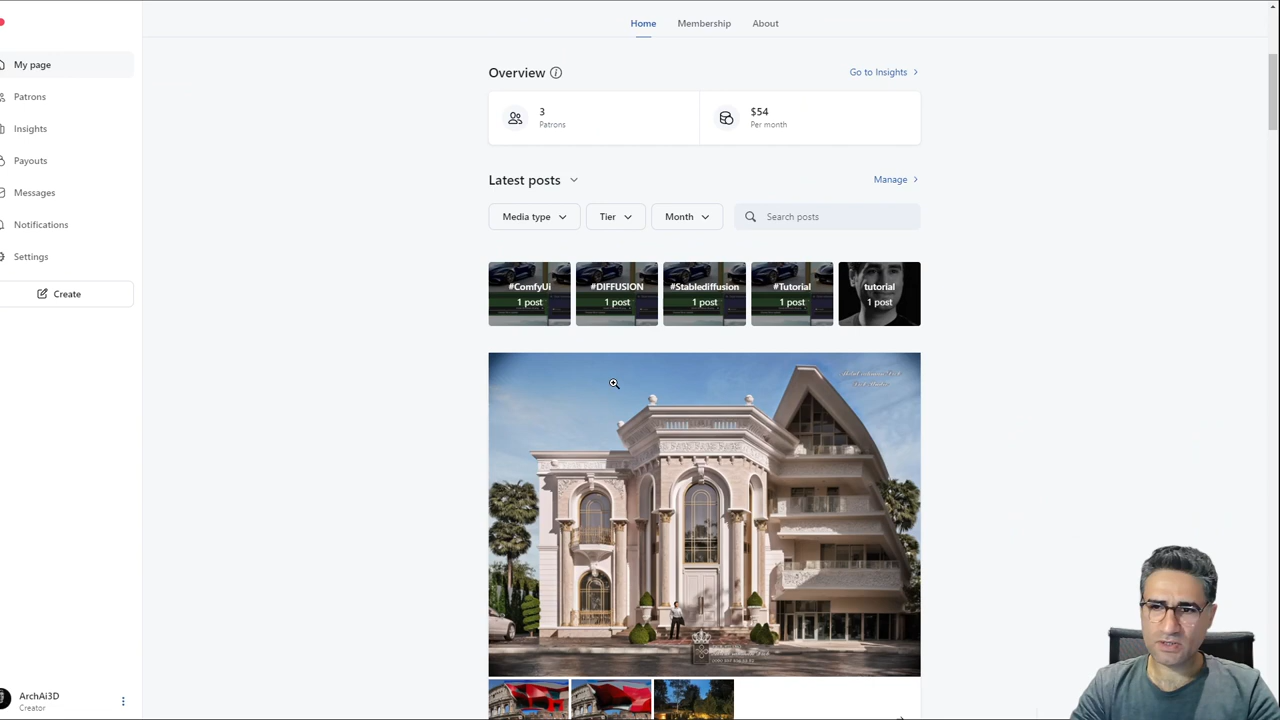 Home Membership About
My page
Patrons
Insights
Payouts
Messages
Notifications
Settings
Create
ArchAi3D
Creator
Overview
Go to Insights
3
Patrons
$54
Per month
Latest posts
Manage
Media type Tier Month Search posts
#ComfyUi #DIFFUSION #Stablediffusion #Tutorial tutorial
1 post 1 post 1 post 1 post 1 post